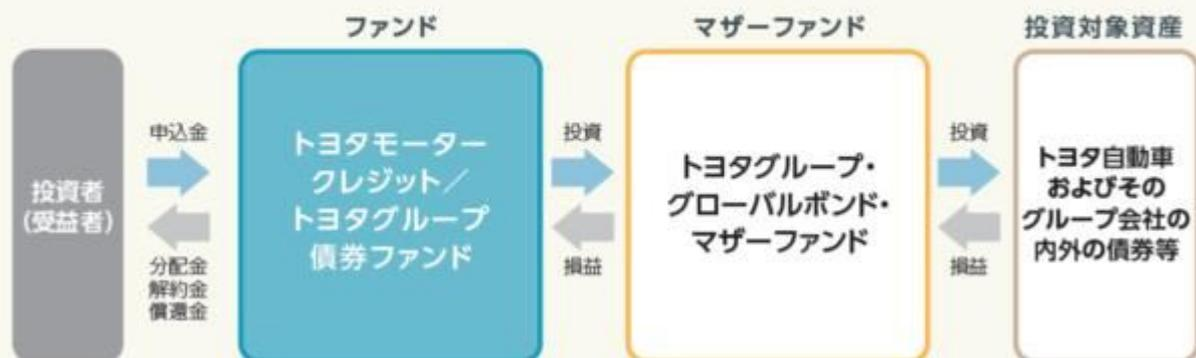 ファンド
マザーファンド
投資対象資産
投資者
(受益者)
申込金
分配金
解約金
償還金
トヨタモーター
クレジット／
トヨタグループ
債券ファンド
投資
損益
トヨタグループ・
グローバルボンド・
マザーファンド
投資
損益
トヨタ自動車
およびその
グループ会社の
内外の債券等